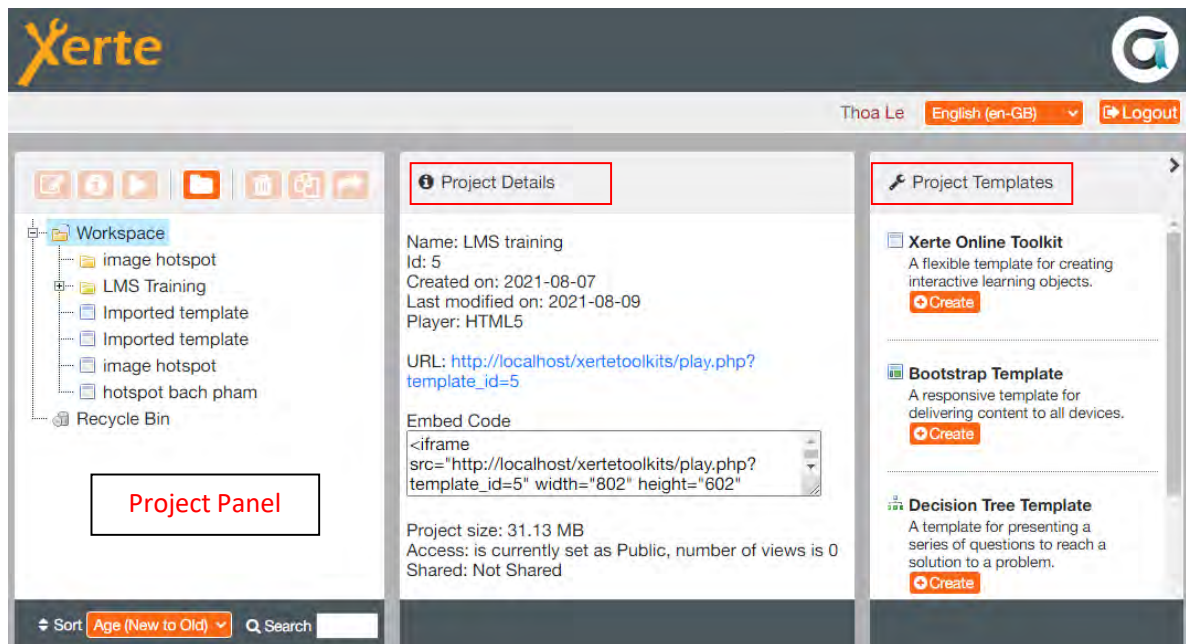 Xerte
Thoa Le English (en-GB) Logout
Workspace
image hotspot
LMS Training
Imported template
Imported template
image hotspot
hotspot bach pham
Recycle Bin
Project Panel
Sort Age (New to Old) Search
Project Details
Name: LMS training
Id: 5
Created on: 2021-08-07
Last modified on: 2021-08-09
Player: HTML5
URL: http://localhost/xertetoolkits/play.php?
template_id=5
Embed Code
<iframe
src="http://localhost/xertetoolkits/play.php?
template_id=5" width="802" height="602"
Project size: 31.13 MB
Access: is currently set as Public, number of views is 0
Shared: Not Shared
Project Templates
Xerte Online Toolkit
A flexible template for creating
interactive learning objects.
Create
Bootstrap Template
A responsive template for
delivering content to all devices.
Create
Decision Tree Template
A template for presenting a
series of questions to reach a
solution to a problem.
Create